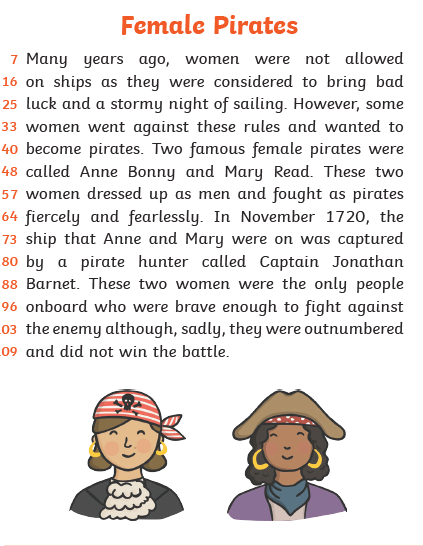 Female Pirates
7 Many years ago, women were not allowed
16 on ships as they were considered to bring bad
25 luck and a stormy night of sailing. However, some
33 women went against these rules and wanted to
40 become pirates. Two famous female pirates were
48 called Anne Bonny and Mary Read. These two
57 women dressed up as men and fought as pirates
64 fiercely and fearlessly. In November 1720, the
73 ship that Anne and Mary were on was captured
80 by a pirate hunter called Captain Jonathan
88 Barnet. These two women were the only people
96 onboard who were brave enough to fight against
03 the enemy although, sadly, they were outnumbered
09 and did not win the battle.